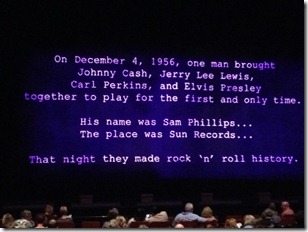 On December 4, 1956, one man brought
Johnny Cash, Jerry Lee Lewis,
Carl Perkins, and Elvis Presley
together to play for the first and only time.
His name was Sam Phillips...
The place was Sun Records...
That night they made rock 'n' roll history.